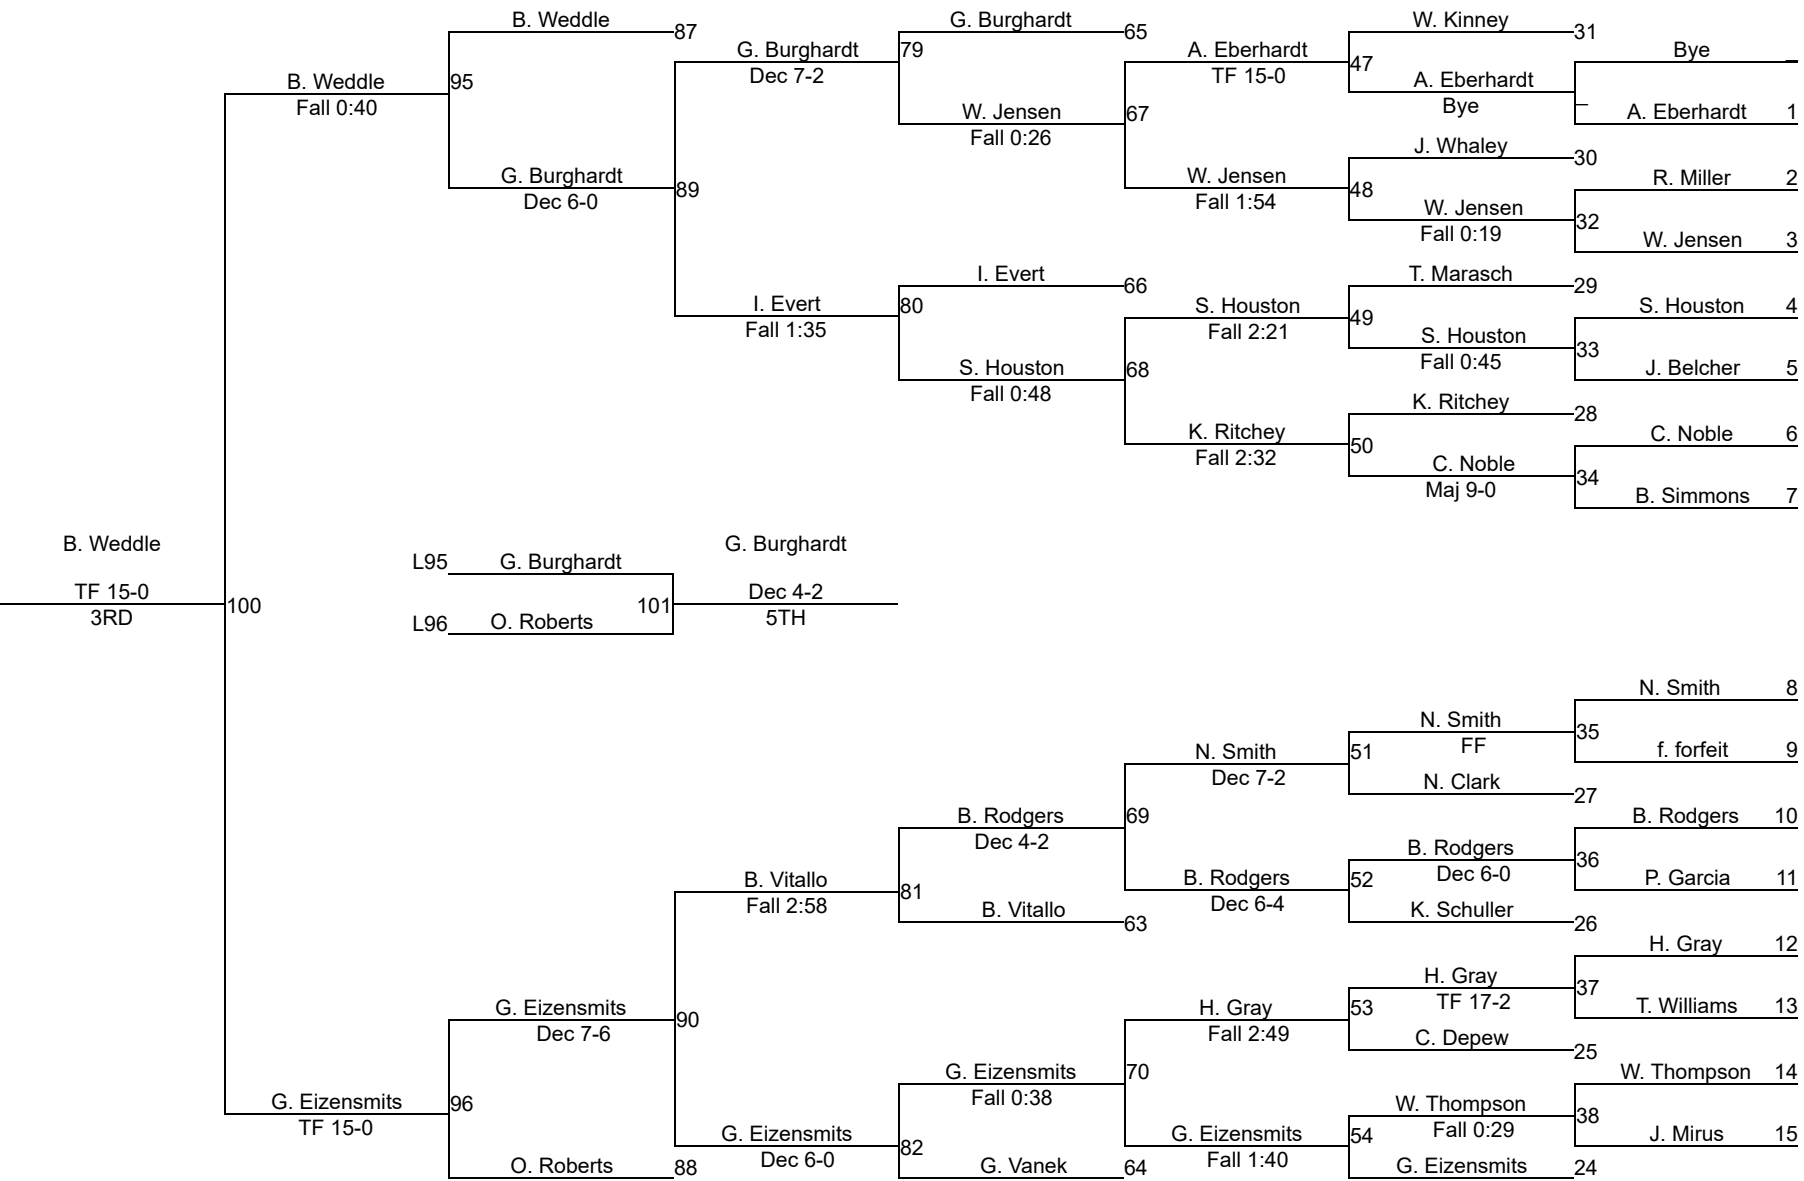 B. Weddle
87
G. Burghardt
65
W. Kinney
31
Bye
_
G. Burghardt
Dec 7-2
79
A. Eberhardt
TF 15-0
47
A. Eberhardt
Bye
_
A. Eberhardt 1
B. Weddle
Fall 0:40
95
W. Jensen
Fall 0:26
67
J. Whaley
30
R. Miller 2
G. Burghardt
Dec 6-0
89
W. Jensen
Fall 1:54
48
W. Jensen
Fall 0:19
32
W. Jensen 3
I. Evert
66
T. Marasch
29
S. Houston 4
I. Evert
Fall 1:35
80
S. Houston
Fall 2:21
49
S. Houston
Fall 0:45
33
J. Belcher 5
S. Houston
Fall 0:48
68
K. Ritchey
28
C. Noble 6
K. Ritchey
Fall 2:32
50
C. Noble
Maj 9-0
34
B. Simmons 7
B. Weddle
TF 15-0
3RD
100
L95 G. Burghardt
L96 O. Roberts
101
G. Burghardt
Dec 4-2
5TH
N. Smith 8
N. Smith
FF
35
f. forfeit 9
N. Smith
Dec 7-2
51
N. Clark
27
B. Rodgers 10
B. Rodgers
Dec 4-2
69
B. Rodgers
Dec 6-0
36
P. Garcia 11
B. Vitallo
Fall 2:58
81
B. Rodgers
Dec 6-4
52
K. Schuller
26
B. Vitallo
63
H. Gray 12
H. Gray
TF 17-2
37
T. Williams 13
G. Eizensmits
Dec 7-6
90
H. Gray
Fall 2:49
53
C. Depew
25
W. Thompson 14
G. Eizensmits
Fall 0:38
70
G. Eizensmits
TF 15-0
96
W. Thompson
Fall 0:29
38
J. Mirus 15
G. Eizensmits
Dec 6-0
82
G. Eizensmits
Fall 1:40
54
O. Roberts
88
G. Vanek
64
G. Eizensmits
24